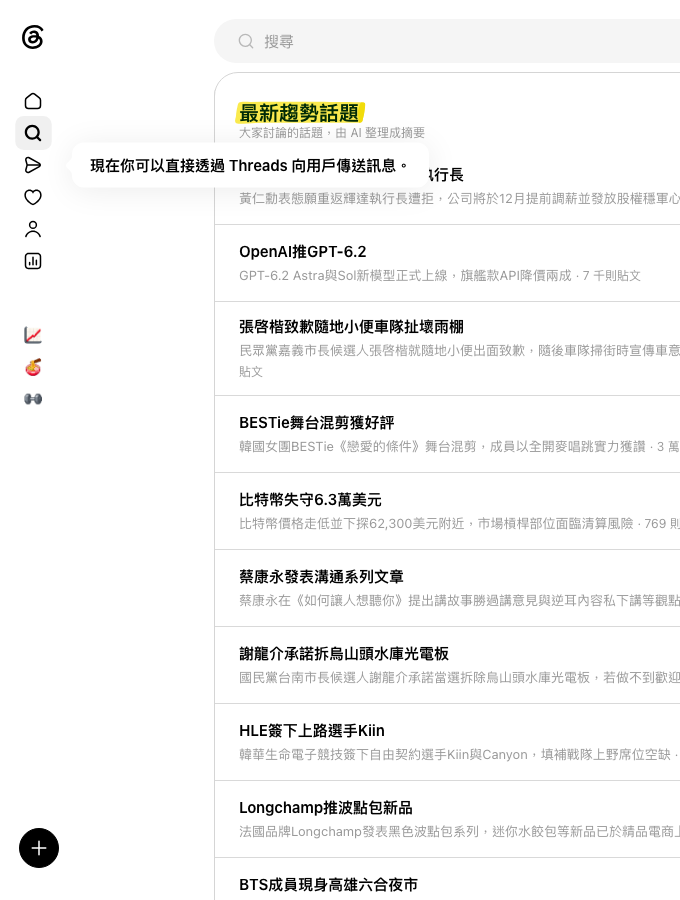 搜尋
最新趨勢話題
大家討論的話題，由 AI 整理成摘要
現在你可以直接透過 Threads 向用戶傳送訊息。
執行長
黃仁勳表態願重返輝達執行長遭拒，公司將於12月提前調薪並發放股權穩軍心
OpenAI推GPT-6.2
GPT-6.2 Astra與Sol新模型正式上線，旗艦款API降價兩成 · 7 千則貼文
張啓楷致歉隨地小便車隊扯壞雨棚
民眾黨嘉義市長候選人張啓楷就隨地小便出面致歉，隨後車隊掃街時宣傳車意
貼文
BESTie舞台混剪獲好評
韓國女團BESTie《戀愛的條件》舞台混剪，成員以全開麥唱跳實力獲讚 · 3 萬
比特幣失守6.3萬美元
比特幣價格走低並下探62,300美元附近，市場槓桿部位面臨清算風險 · 769 則
蔡康永發表溝通系列文章
蔡康永在《如何讓人想聽你》提出講故事勝過講意見與逆耳內容私下講等觀點
謝龍介承諾拆烏山頭水庫光電板
國民黨台南市長候選人謝龍介承諾當選拆除烏山頭水庫光電板，若做不到歡迎
HLE簽下上路選手Kiin
韓華生命電子競技簽下自由契約選手Kiin與Canyon，填補戰隊上野席位空缺 ·
Longchamp推波點包新品
法國品牌Longchamp發表黑色波點包系列，迷你水餃包等新品已於精品電商上
BTS成員現身高雄六合夜市